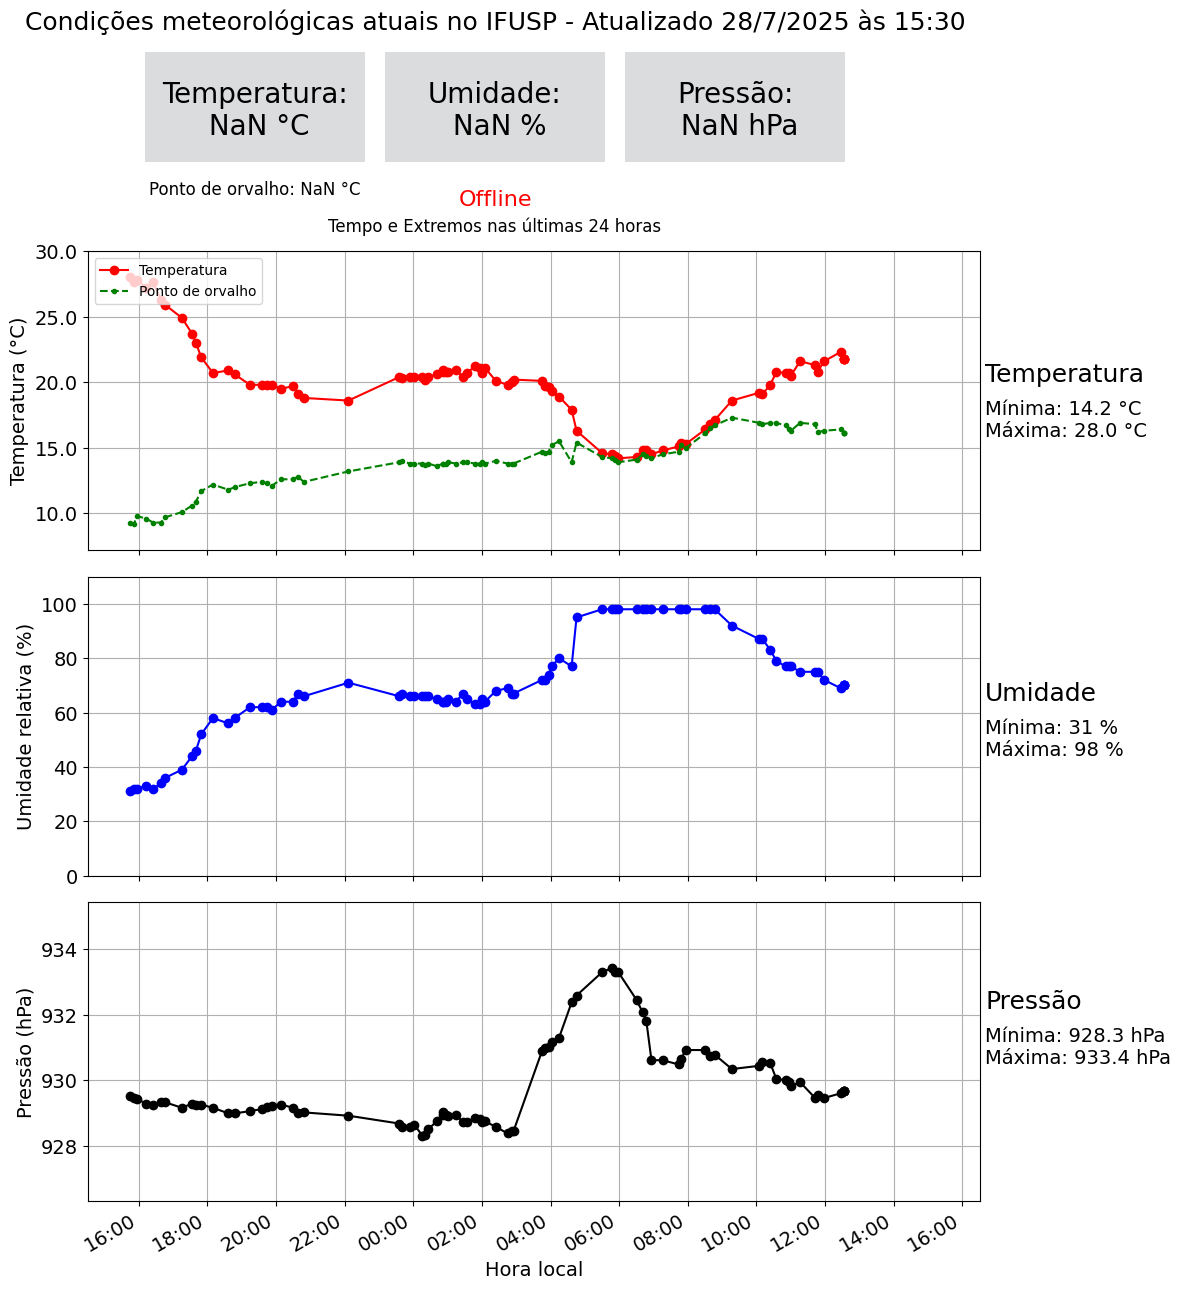 Condições meteorológicas atuais no IFUSP - Atualizado 28/7/2025 às 15:30
Temperatura:
NaN °C
Umidade:
NaN %
Pressão:
NaN hPa
Ponto de orvalho: NaN °C
Offline
Tempo e Extremos nas últimas 24 horas
Temperatura (°C)
30.0
25.0
20.0
15.0
10.0
Temperatura
Ponto de orvalho
Temperatura
Mínima: 14.2 °C
Máxima: 28.0 °C
Umidade relativa (%)
100
80
60
40
20
0
Umidade
Mínima: 31 %
Máxima: 98 %
Pressão (hPa)
934
932
930
928
Pressão
Mínima: 928.3 hPa
Máxima: 933.4 hPa
16:00 18:00 20:00 22:00 00:00 02:00 04:00 06:00 08:00 10:00 12:00 14:00 16:00
Hora local